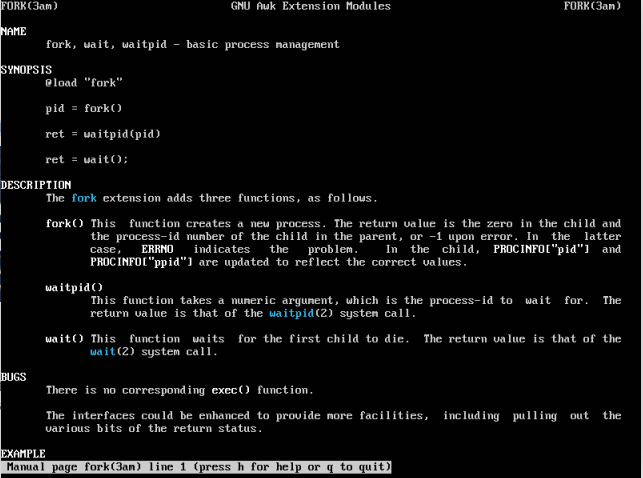 FORK(3am) GNU Awk Extension Modules FORK(3am)
NAME
fork, wait, waitpid - basic process management
SYNOPSIS
@load "fork"
pid = fork()
ret = waitpid(pid)
ret = wait();
DESCRIPTION
The fork extension adds three functions, as follows.
fork() This function creates a new process. The return value is the zero in the child and
the process-id number of the child in the parent, or -1 upon error. In the latter
case, ERRNO indicates the problem. In the child, PROCINFO["pid"] and
PROCINFO["ppid"] are updated to reflect the correct values.
waitpid()
This function takes a numeric argument, which is the process-id to wait for. The
return value is that of the waitpid(2) system call.
wait() This function waits for the first child to die. The return value is that of the
wait(2) system call.
BUGS
There is no corresponding exec() function.
The interfaces could be enhanced to provide more facilities, including pulling out the
various bits of the return status.
EXAMPLE
Manual page fork(3am) line 1 (press h for help or q to quit)